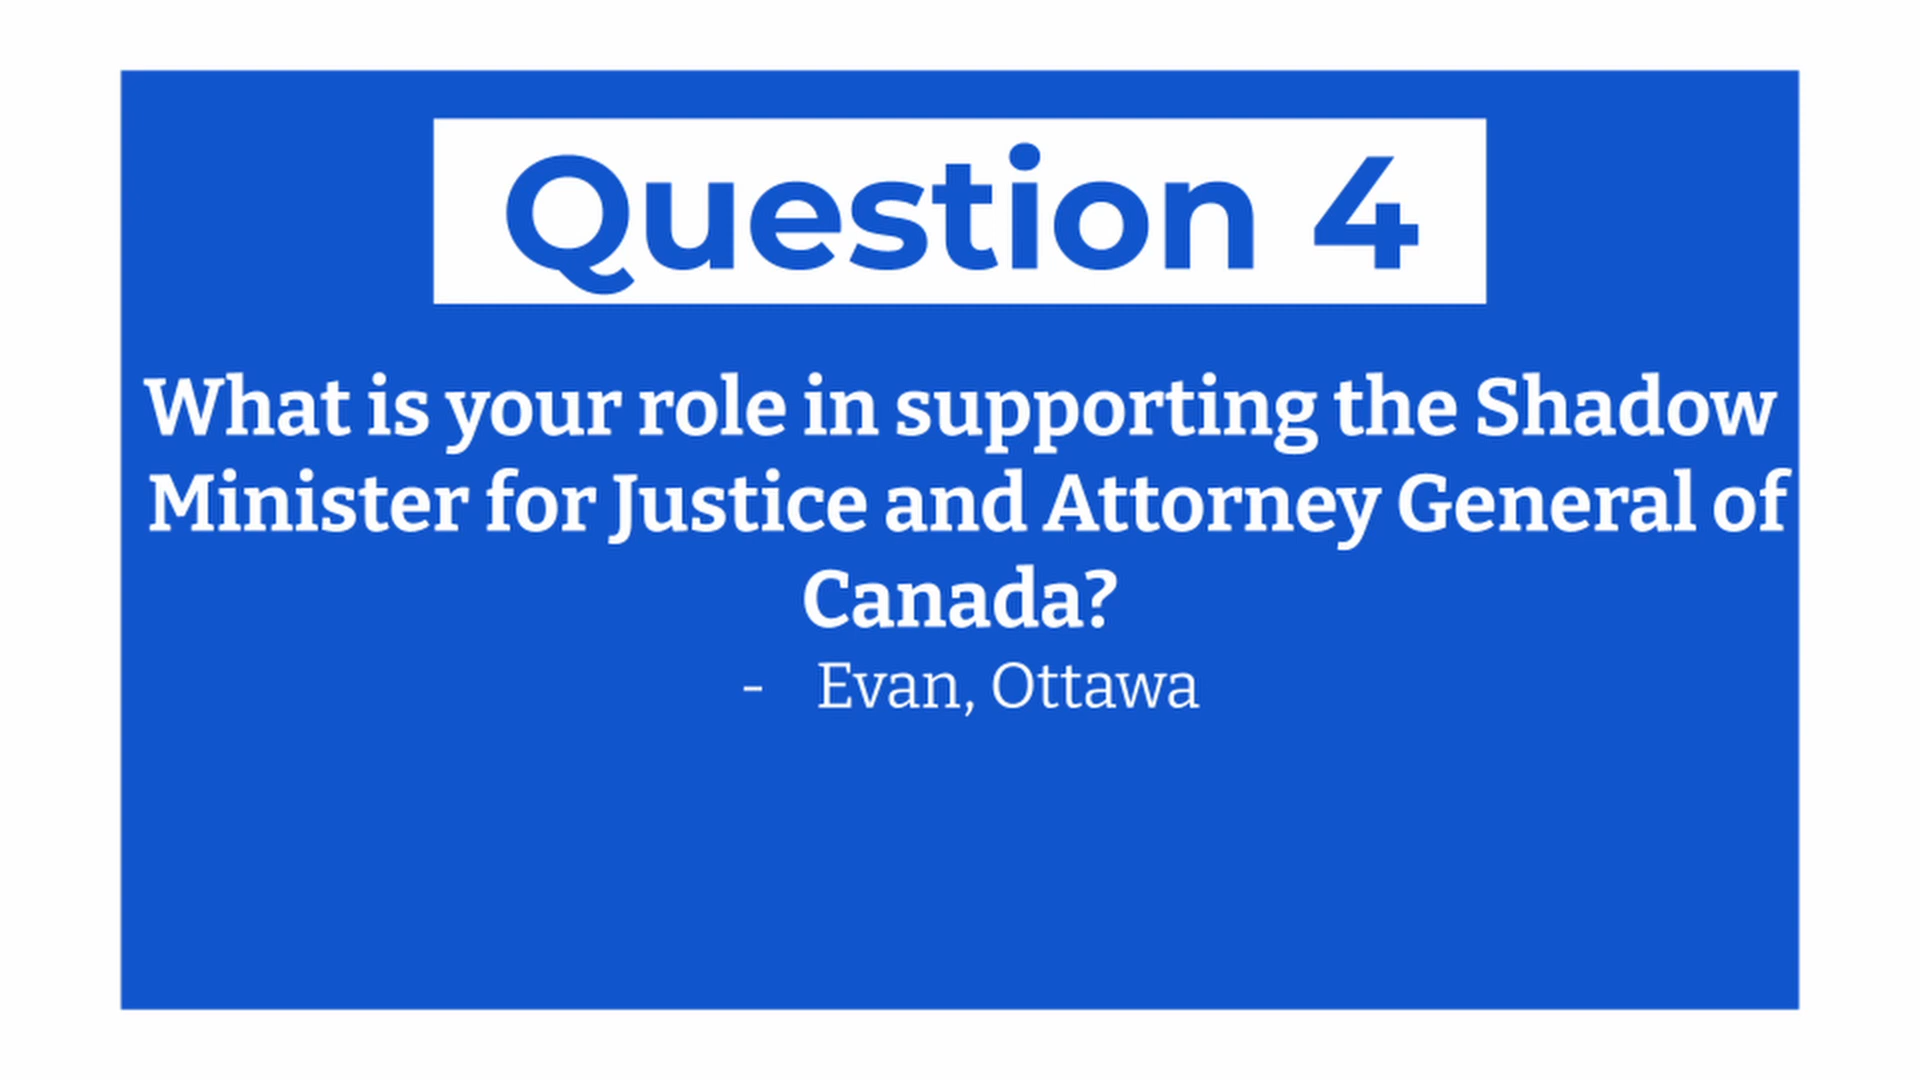 Question 4
What is your role in supporting the Shadow
Minister for Justice and Attorney General of
Canada?
- Evan, Ottawa